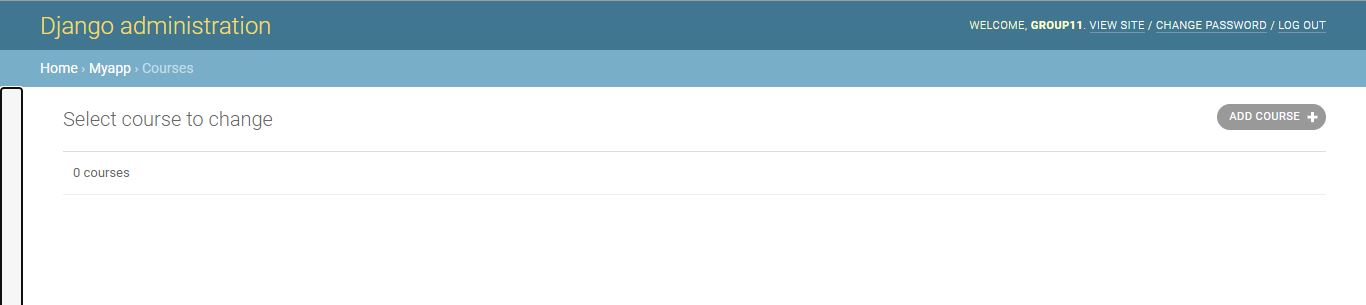 Django administration
WELCOME, GROUP11. VIEW SITE / CHANGE PASSWORD / LOG OUT
Home › Myapp › Courses
Select course to change
ADD COURSE +
0 courses